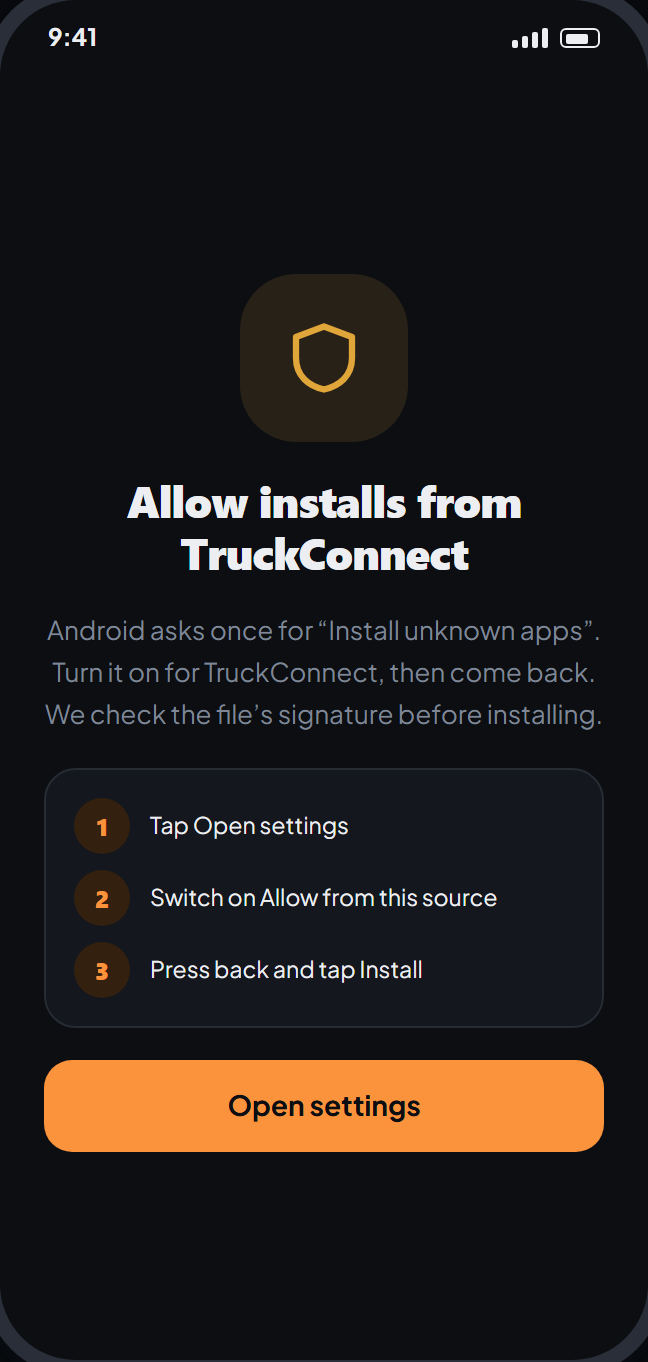 9:41
Allow installs from
TruckConnect
Android asks once for “Install unknown apps”.
Turn it on for TruckConnect, then come back.
We check the file’s signature before installing.
1 Tap Open settings
2 Switch on Allow from this source
3 Press back and tap Install
Open settings